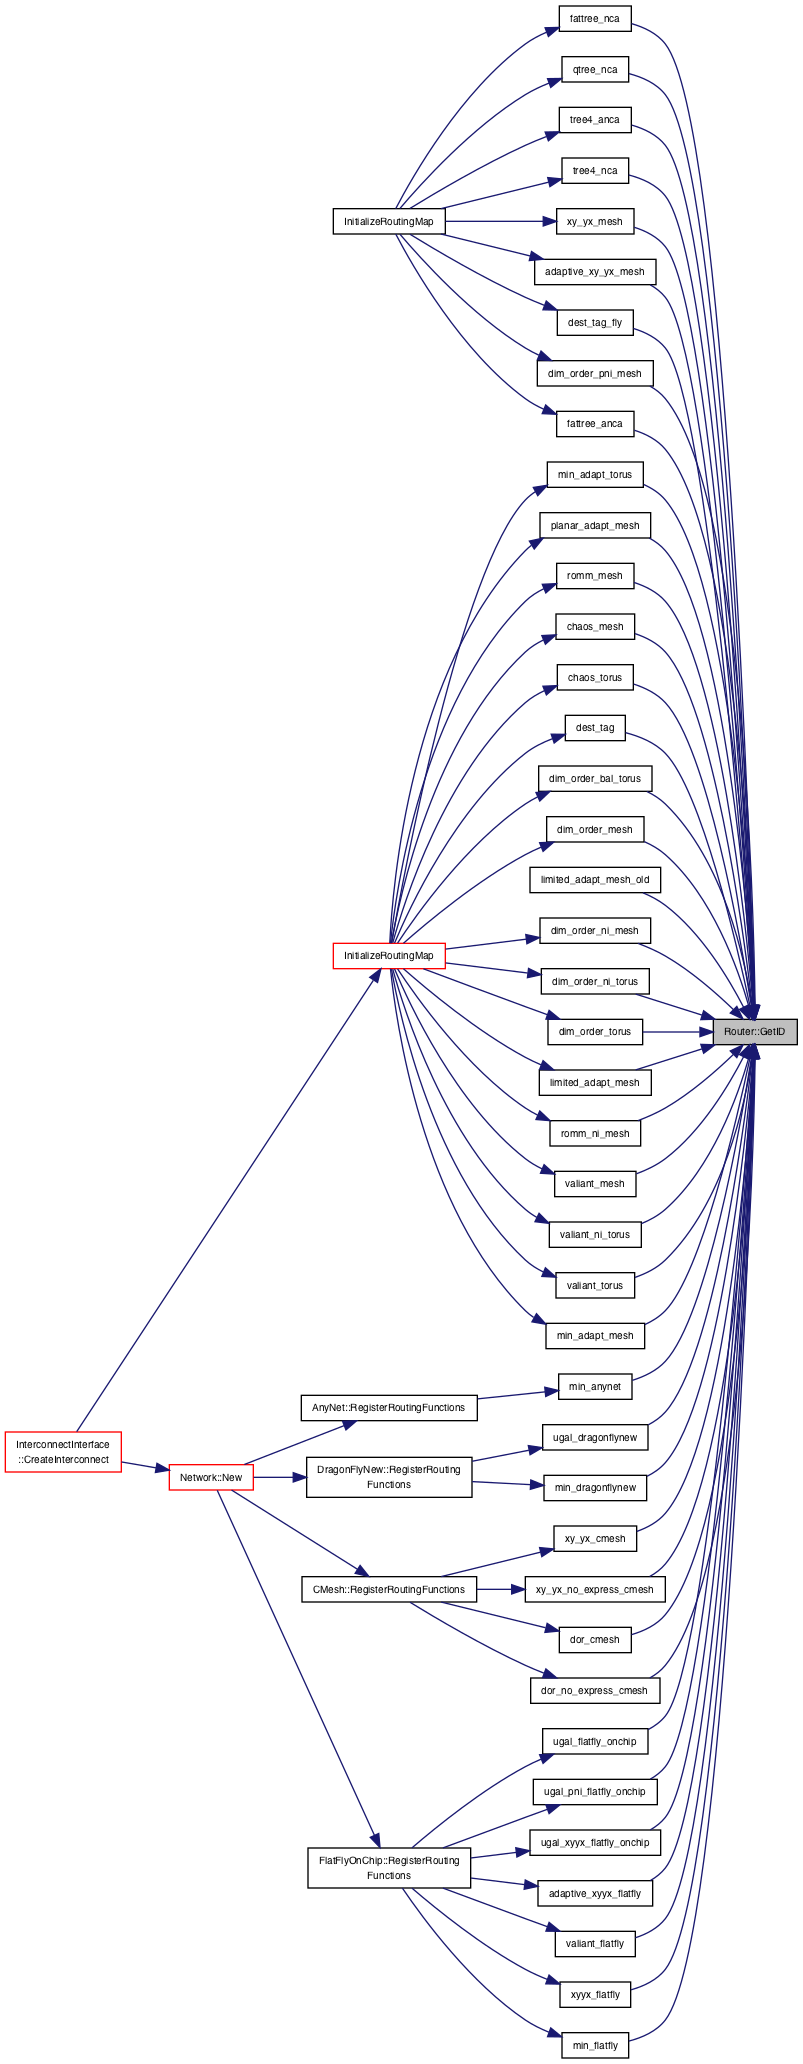 fattree_nca
qtree_nca
tree4_anca
tree4_nca
InitializeRoutingMap
xy_yx_mesh
adaptive_xy_yx_mesh
dest_tag_fly
dim_order_pni_mesh
fattree_anca
min_adapt_torus
planar_adapt_mesh
romm_mesh
chaos_mesh
chaos_torus
dest_tag
dim_order_bal_torus
dim_order_mesh
limited_adapt_mesh_old
dim_order_ni_mesh
InitializeRoutingMap
dim_order_ni_torus
dim_order_torus
Router::GetID
limited_adapt_mesh
romm_ni_mesh
valiant_mesh
valiant_ni_torus
valiant_torus
min_adapt_mesh
min_anynet
AnyNet::RegisterRoutingFunctions
ugal_dragonflynew
InterconnectInterface
::CreateInterconnect
Network::New
DragonFlyNew::RegisterRouting
Functions
min_dragonflynew
xy_yx_cmesh
CMesh::RegisterRoutingFunctions
xy_yx_no_express_cmesh
dor_cmesh
dor_no_express_cmesh
ugal_flatfly_onchip
ugal_pni_flatfly_onchip
ugal_xyyx_flatfly_onchip
FlatFlyOnChip::RegisterRouting
Functions
adaptive_xyyx_flatfly
valiant_flatfly
xyyx_flatfly
min_flatfly